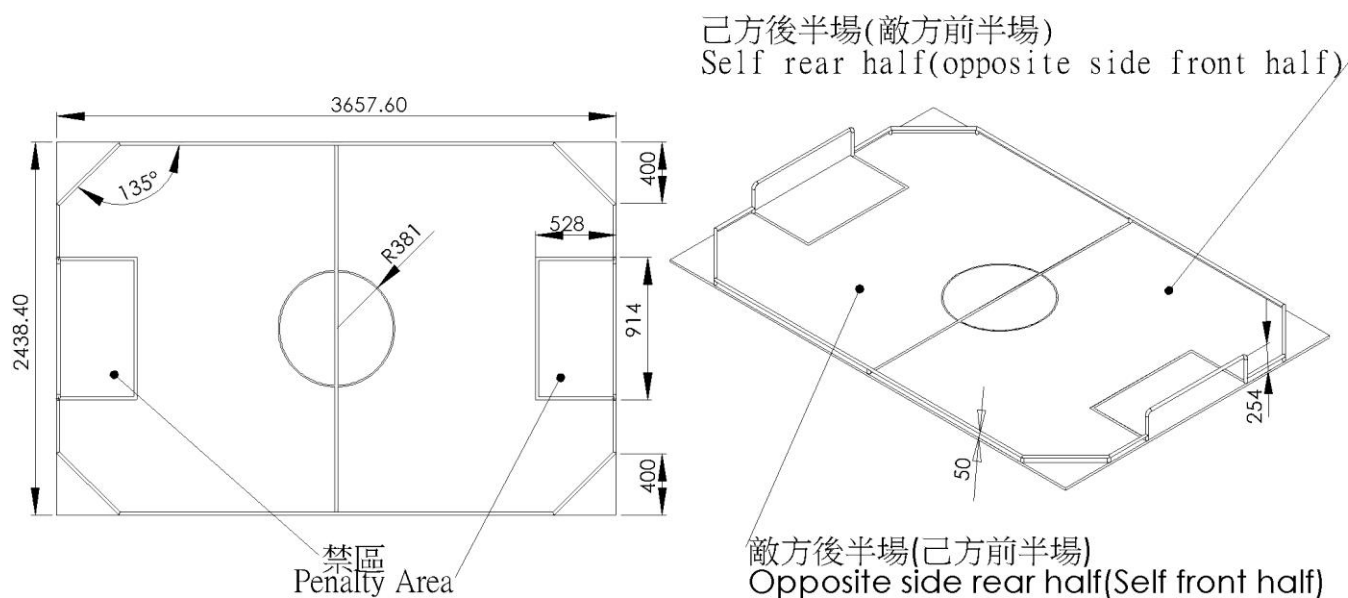 己方後半場(敵方前半場)
Self rear half(opposite side front half)
3657.60
135°
R381
400
528
914
2438.40
400
254
50
禁區
Penalty Area
敵方後半場(己方前半場)
Opposite side rear half(Self front half)